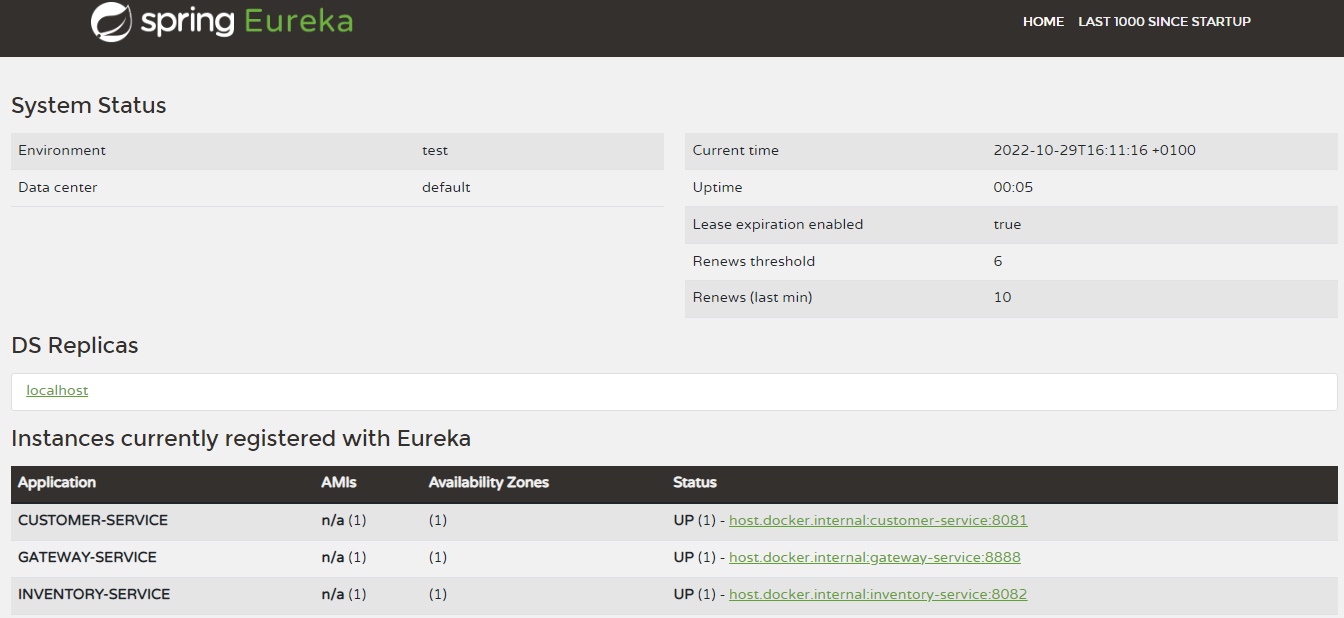 spring Eureka
HOME LAST 1000 SINCE STARTUP
System Status
Environment test
Data center default
Current time 2022-10-29T16:11:16 +0100
Uptime 00:05
Lease expiration enabled true
Renews threshold 6
Renews (last min) 10
DS Replicas
localhost
Instances currently registered with Eureka
Application AMIs Availability Zones Status
CUSTOMER-SERVICE n/a (1) (1) UP (1) - host.docker.internal:customer-service:8081
GATEWAY-SERVICE n/a (1) (1) UP (1) - host.docker.internal:gateway-service:8888
INVENTORY-SERVICE n/a (1) (1) UP (1) - host.docker.internal:inventory-service:8082